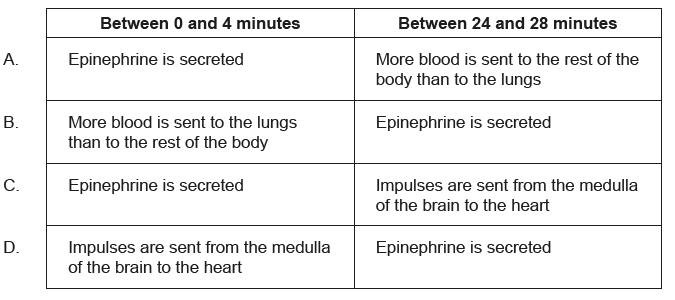 Between 0 and 4 minutes Between 24 and 28 minutes
A. Epinephrine is secreted More blood is sent to the rest of the
body than to the lungs
B. More blood is sent to the lungs Epinephrine is secreted
than to the rest of the body
C. Epinephrine is secreted Impulses are sent from the medulla
of the brain to the heart
D. Impulses are sent from the medulla Epinephrine is secreted
of the brain to the heart